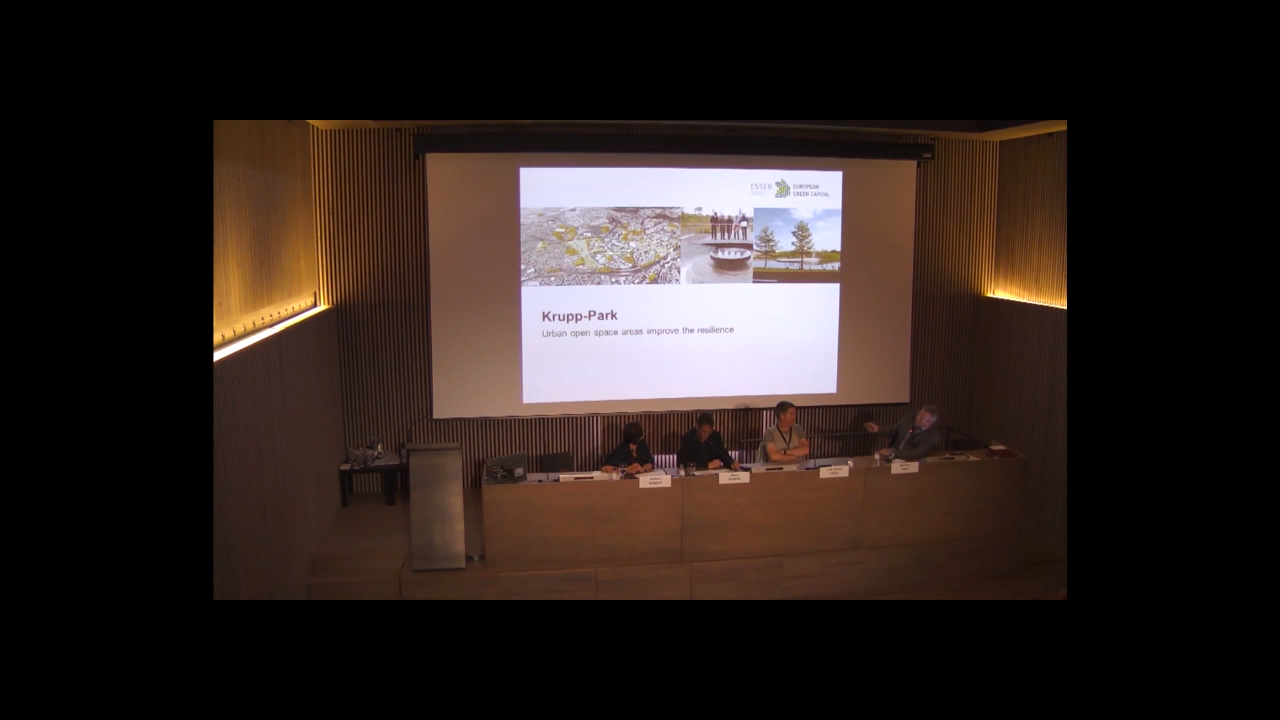 ESSEN
2017
EUROPEAN
GREEN CAPITAL
Krupp-Park
Urban open space areas improve the resilience